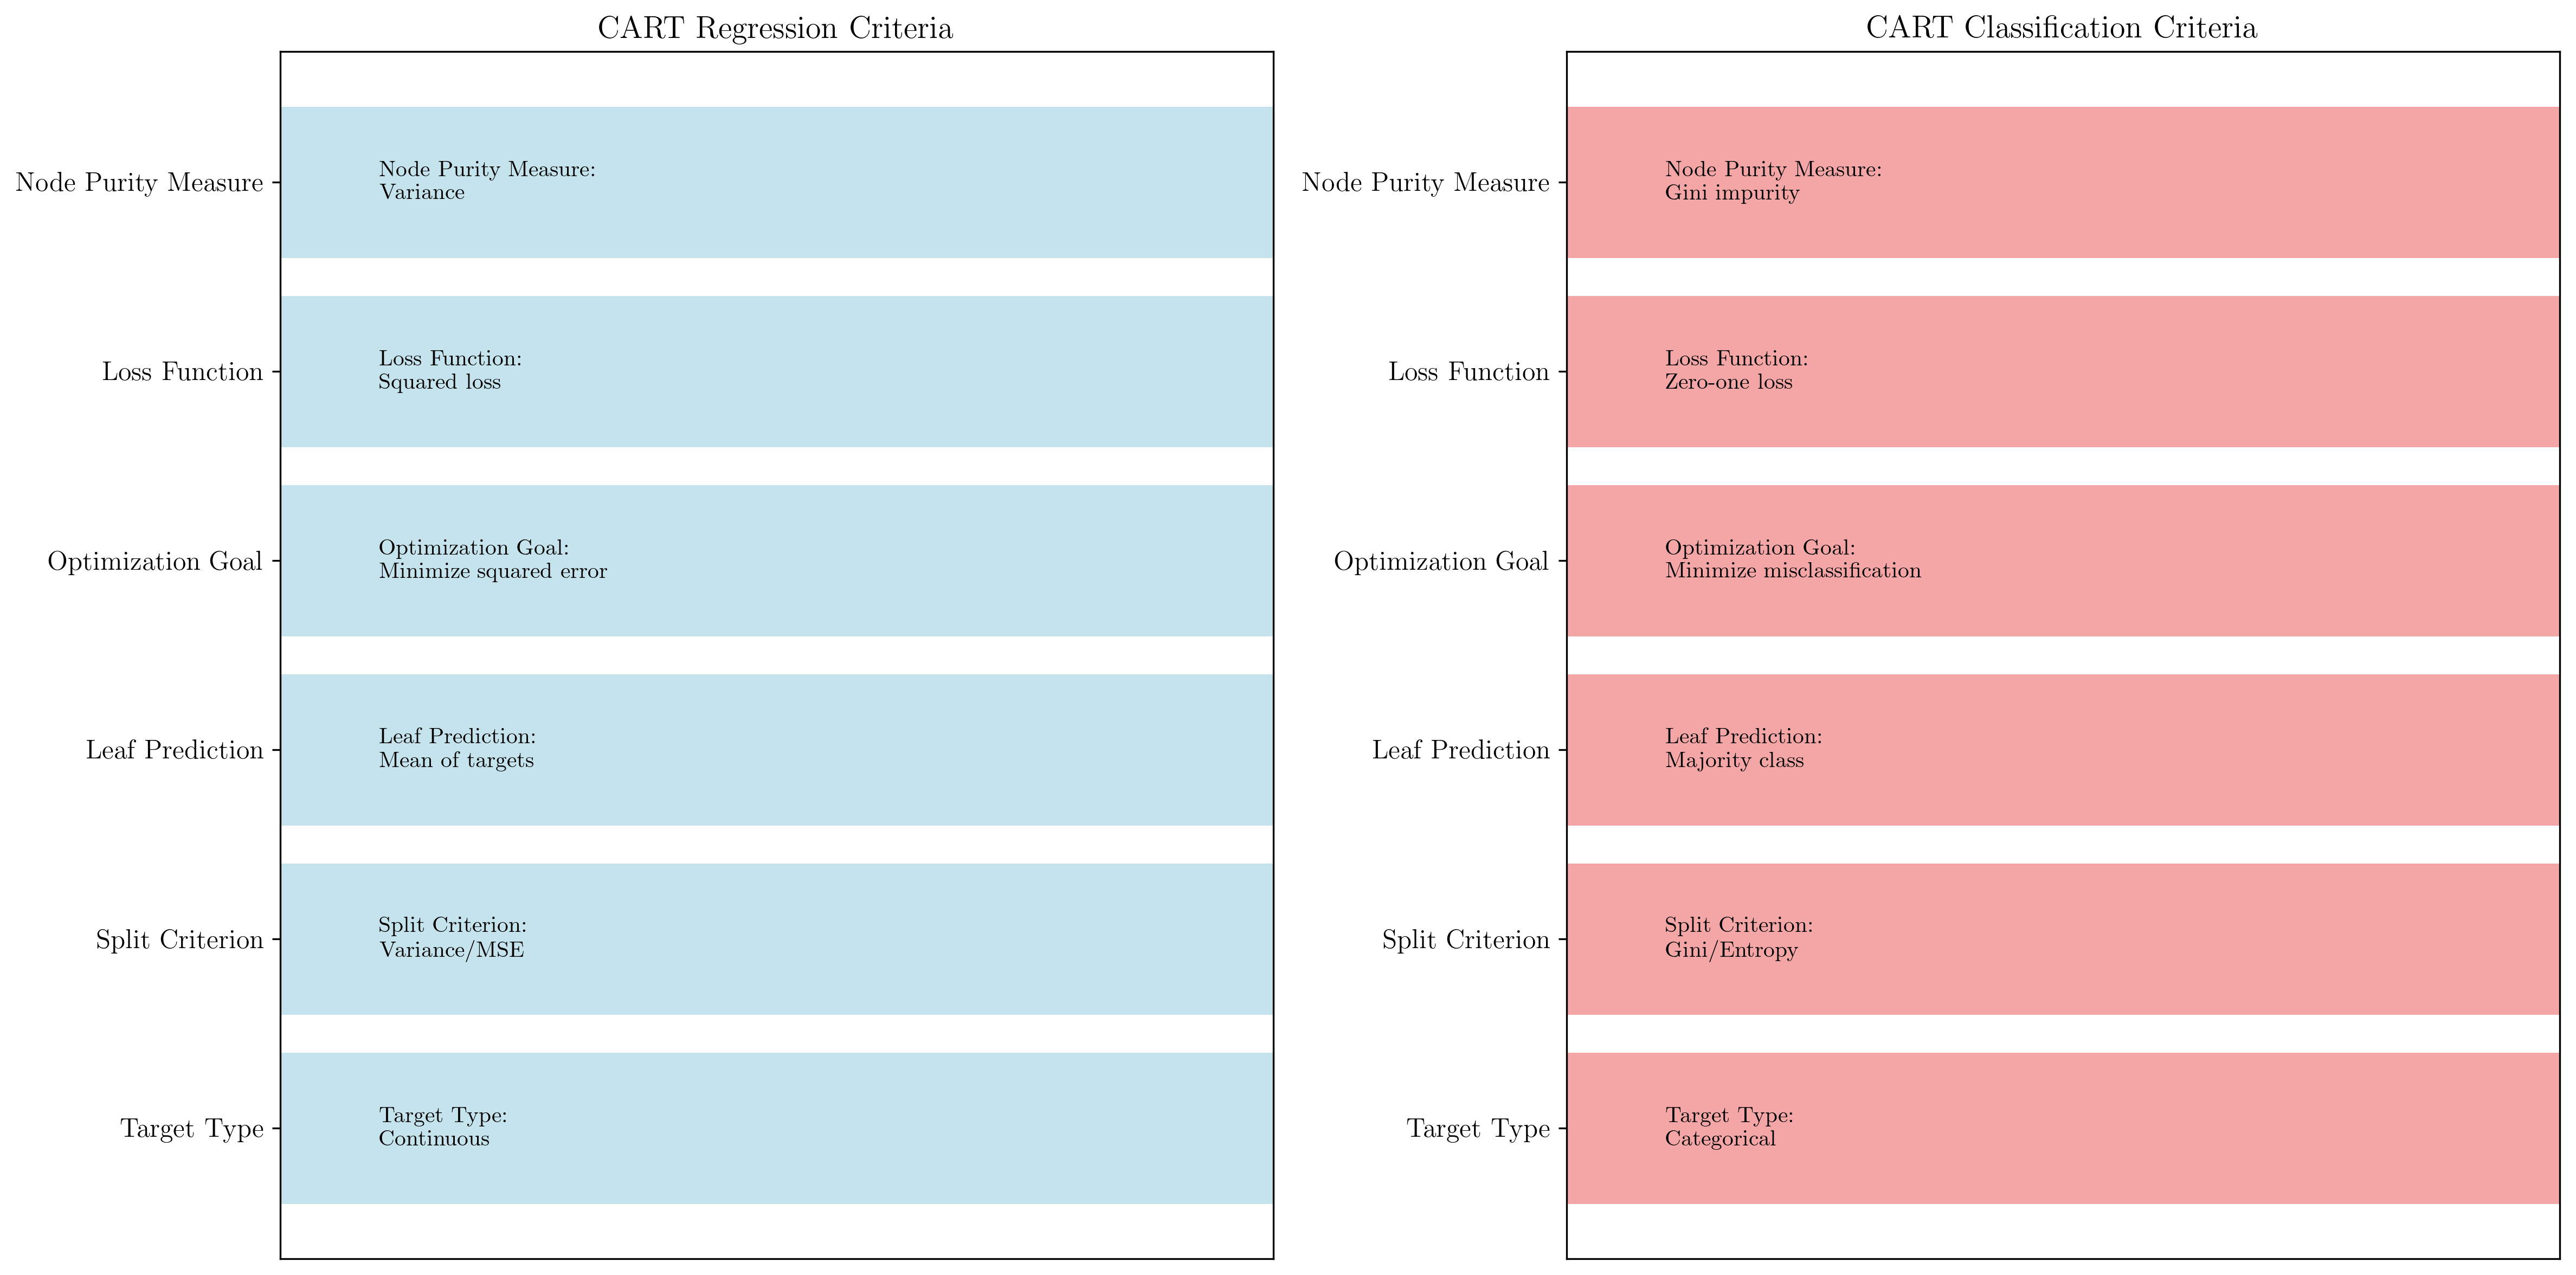 CART Regression Criteria
Node Purity Measure
Node Purity Measure:
Variance
Loss Function
Loss Function:
Squared loss
Optimization Goal
Optimization Goal:
Minimize squared error
Leaf Prediction
Leaf Prediction:
Mean of targets
Split Criterion
Split Criterion:
Variance/MSE
Target Type
Target Type:
Continuous
CART Classification Criteria
Node Purity Measure
Node Purity Measure:
Gini impurity
Loss Function
Loss Function:
Zero-one loss
Optimization Goal
Optimization Goal:
Minimize misclassification
Leaf Prediction
Leaf Prediction:
Majority class
Split Criterion
Split Criterion:
Gini/Entropy
Target Type
Target Type:
Categorical